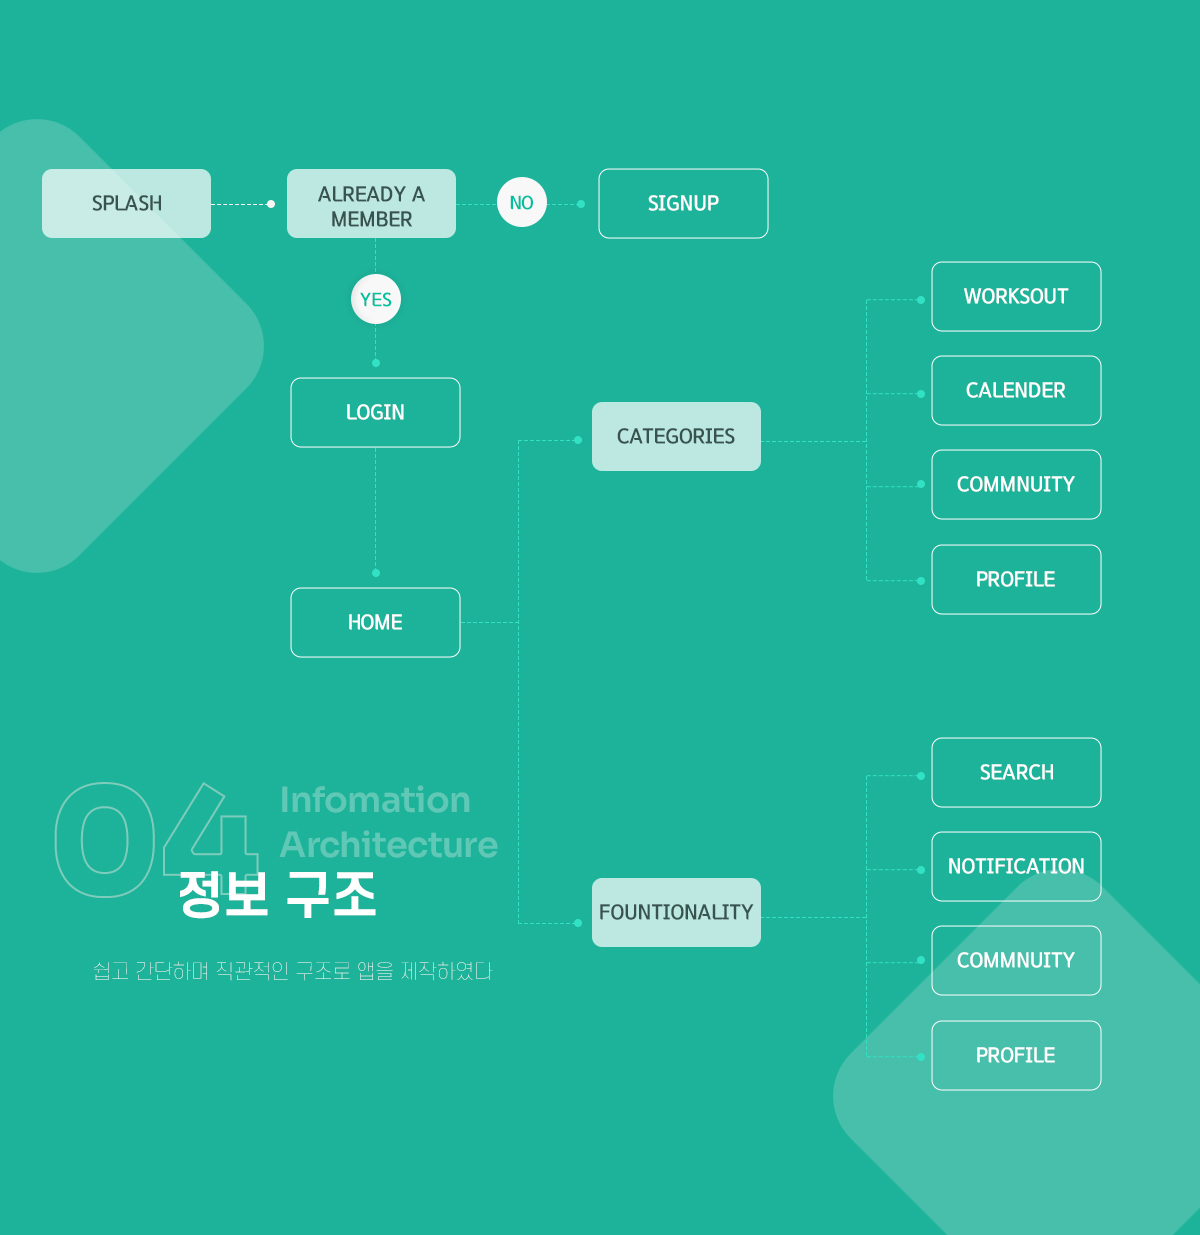 SPLASH
ALREADY A
MEMBER
NO
SIGNUP
YES
LOGIN
HOME
CATEGORIES
WORKSOUT
CALENDER
COMMNUITY
PROFILE
04
Infomation
Architecture
정보 구조
쉽고 간단하며 직관적인 구조로 앱을 제작하였다
FOUNTIONALITY
SEARCH
NOTIFICATION
COMMNUITY
PROFILE